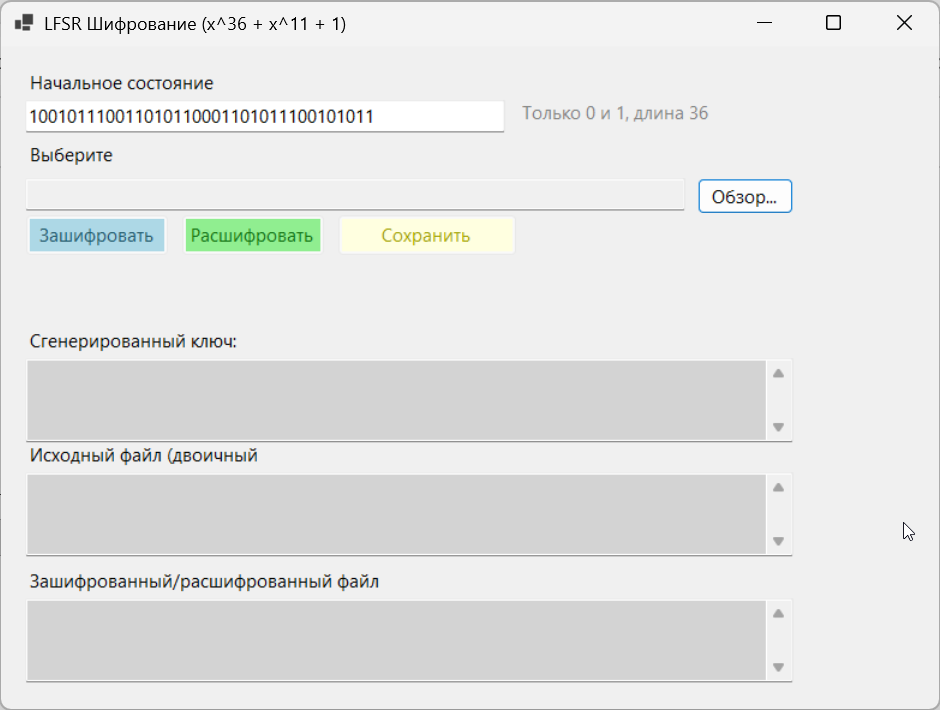 LFSR Шифрование (x^36 + x^11 + 1)
Начальное состояние
100101110011010110001101011100101011
Только 0 и 1, длина 36
Выберите
Обзор...
Зашифровать
Расшифровать
Сохранить
Сгенерированный ключ:
Исходный файл (двоичный
Зашифрованный/расшифрованный файл